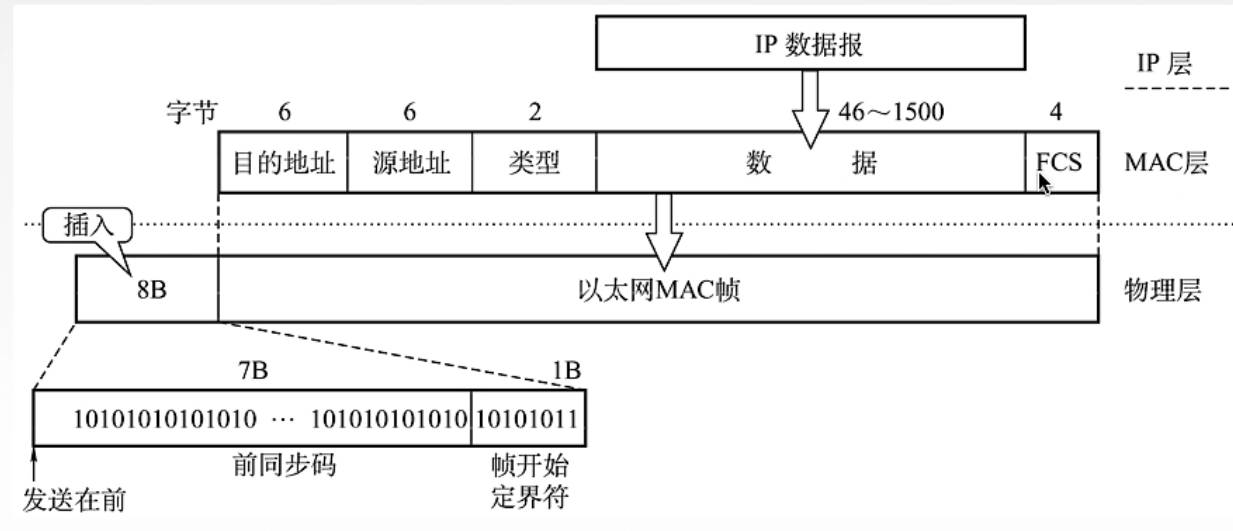 IP 数据报
IP 层
字节 6 6 2 46～1500 4
目的地址 源地址 类型 数 据 FCS MAC层
插入
8B 以太网MAC帧 物理层
7B 1B
10101010101010 … 101010101010 10101011
前同步码 帧开始
定界符
发送在前